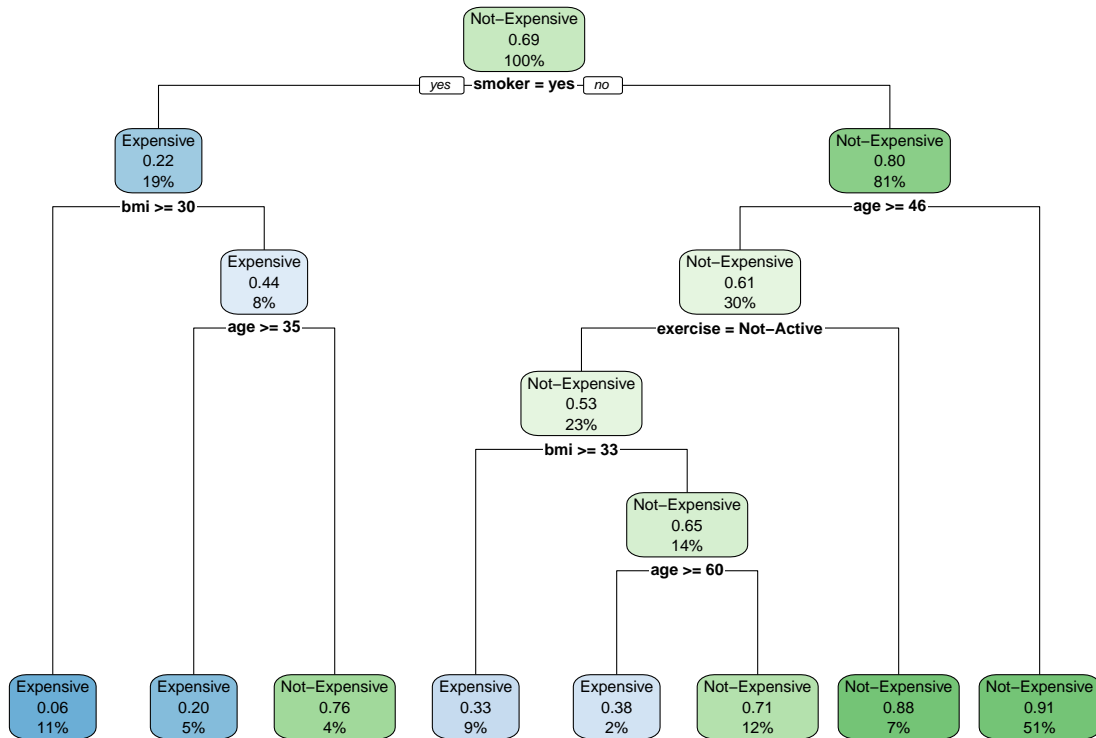 Not−Expensive
0.69
100%
yes smoker = yes no
Expensive
0.22
19%
bmi >= 30
Not−Expensive
0.80
81%
age >= 46
Expensive
0.44
8%
age >= 35
Not−Expensive
0.61
30%
exercise = Not−Active
Not−Expensive
0.53
23%
bmi >= 33
Not−Expensive
0.65
14%
age >= 60
Expensive
0.06
11%
Expensive
0.20
5%
Not−Expensive
0.76
4%
Expensive
0.33
9%
Expensive
0.38
2%
Not−Expensive
0.71
12%
Not−Expensive
0.88
7%
Not−Expensive
0.91
51%